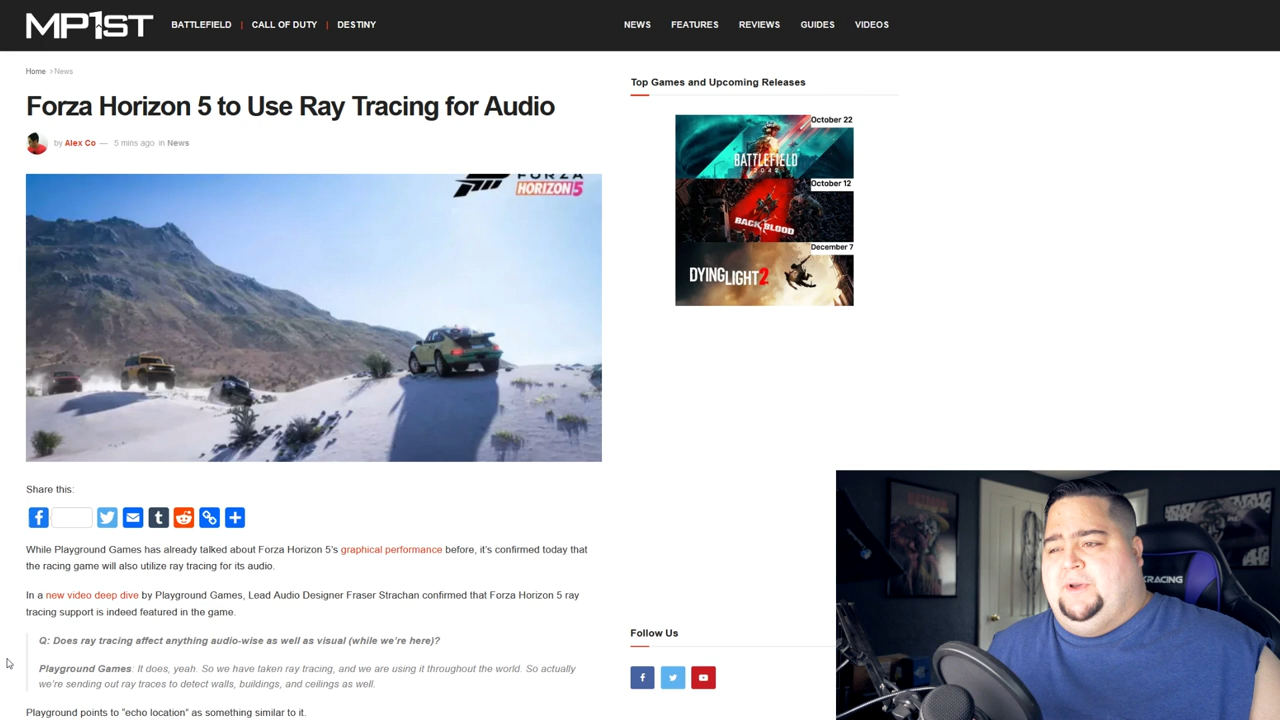 MP1ST
BATTLEFIELD | CALL OF DUTY | DESTINY
NEWS FEATURES REVIEWS GUIDES VIDEOS
Home > News
Forza Horizon 5 to Use Ray Tracing for Audio
by Alex Co — 5 mins ago in News
FORZA
HORIZON 5
Share this:
While Playground Games has already talked about Forza Horizon 5's graphical performance before, it's confirmed today that
the racing game will also utilize ray tracing for its audio.
In a new video deep dive by Playground Games, Lead Audio Designer Fraser Strachan confirmed that Forza Horizon 5 ray
tracing support is indeed featured in the game.
Q: Does ray tracing affect anything audio-wise as well as visual (while we're here)?
Playground Games: It does, yeah. So we have taken ray tracing, and we are using it throughout the world. So actually
we're sending out ray traces to detect walls, buildings, and ceilings as well.
Playground points to "echo location" as something similar to it.
Top Games and Upcoming Releases
October 22
BATTLEFIELD
2042
October 12
BACK BLOOD
December 7
DYING LIGHT 2
Follow Us
RACING